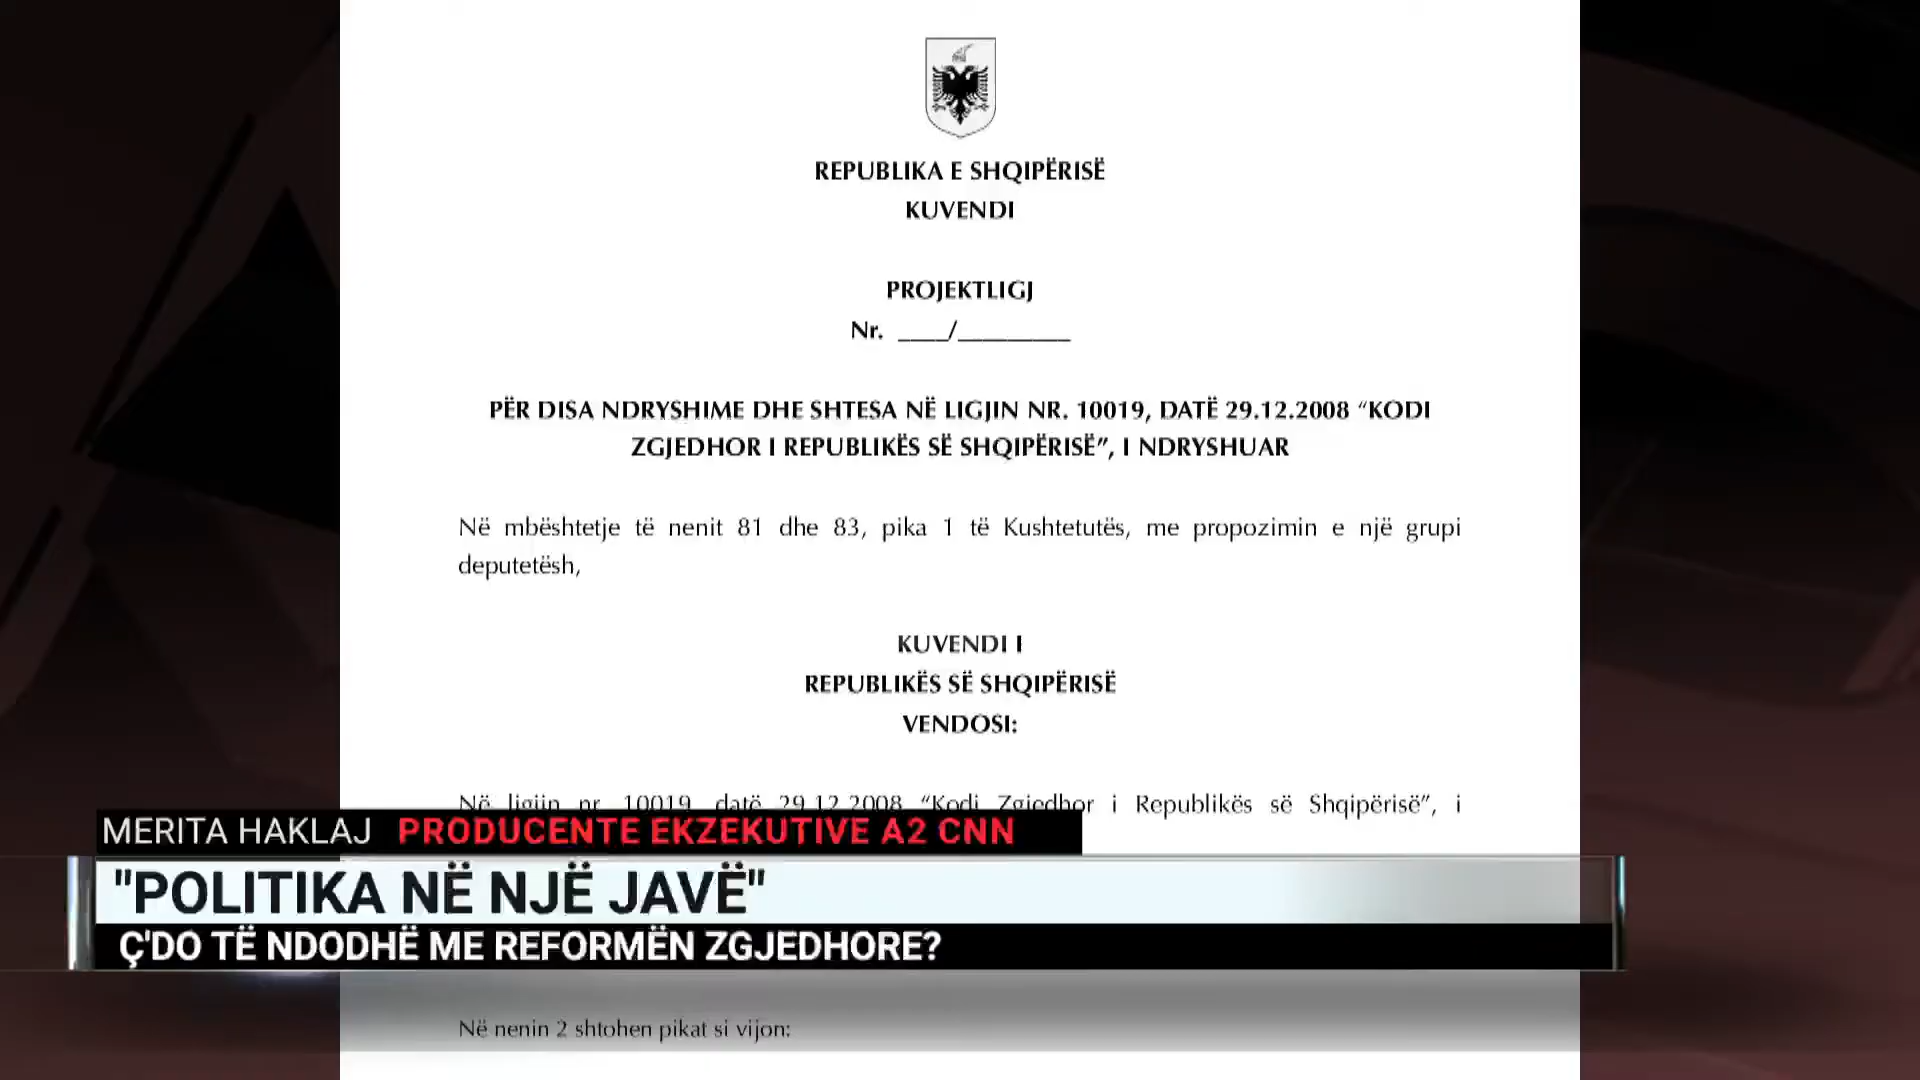 REPUBLIKA E SHQIPËRISË
KUVENDI
PROJEKTLIGJ
Nr. ____/_________
PËR DISA NDRYSHIME DHE SHTESA NË LIGJIN NR. 10019, DATË 29.12.2008 “KODI
ZGJEDHOR I REPUBLIKËS SË SHQIPËRISË”, I NDRYSHUAR
Në mbështetje të nenit 81 dhe 83, pika 1 të Kushtetutës, me propozimin e një grupi
deputetësh,
KUVENDI I
REPUBLIKËS SË SHQIPËRISË
VENDOSI:
Në ligjin nr. 10019, datë 29.12.2008 “Kodi Zgjedhor i Republikës së Shqipërisë”, i
MERITA HAKLAJ PRODUCENTE EKZEKUTIVE A2 CNN
"POLITIKA NË NJË JAVË"
Ç'DO TË NDODHË ME REFORMËN ZGJEDHORE?
Në nenin 2 shtohen pikat si vijon: